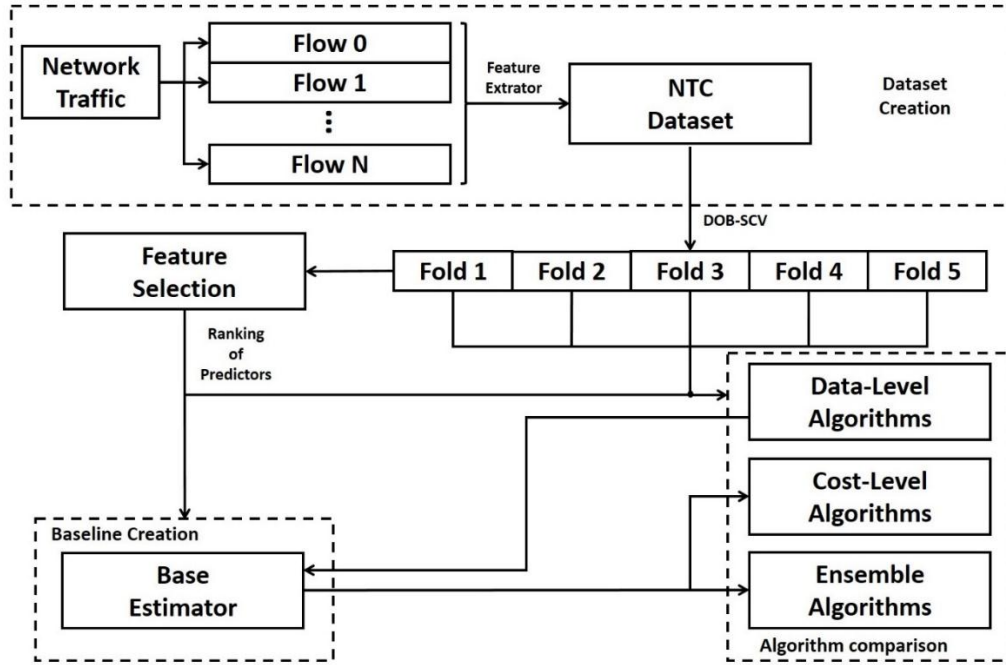 Network
Traffic
Flow 0
Flow 1
Flow N
Feature
Extrator
NTC
Dataset
Dataset
Creation
DOB-SCV
Feature
Selection
Fold 1
Fold 2
Fold 3
Fold 4
Fold 5
Ranking
of
Predictors
Data-Level
Algorithms
Cost-Level
Algorithms
Ensemble
Algorithms
Algorithm comparison
Baseline Creation
Base
Estimator